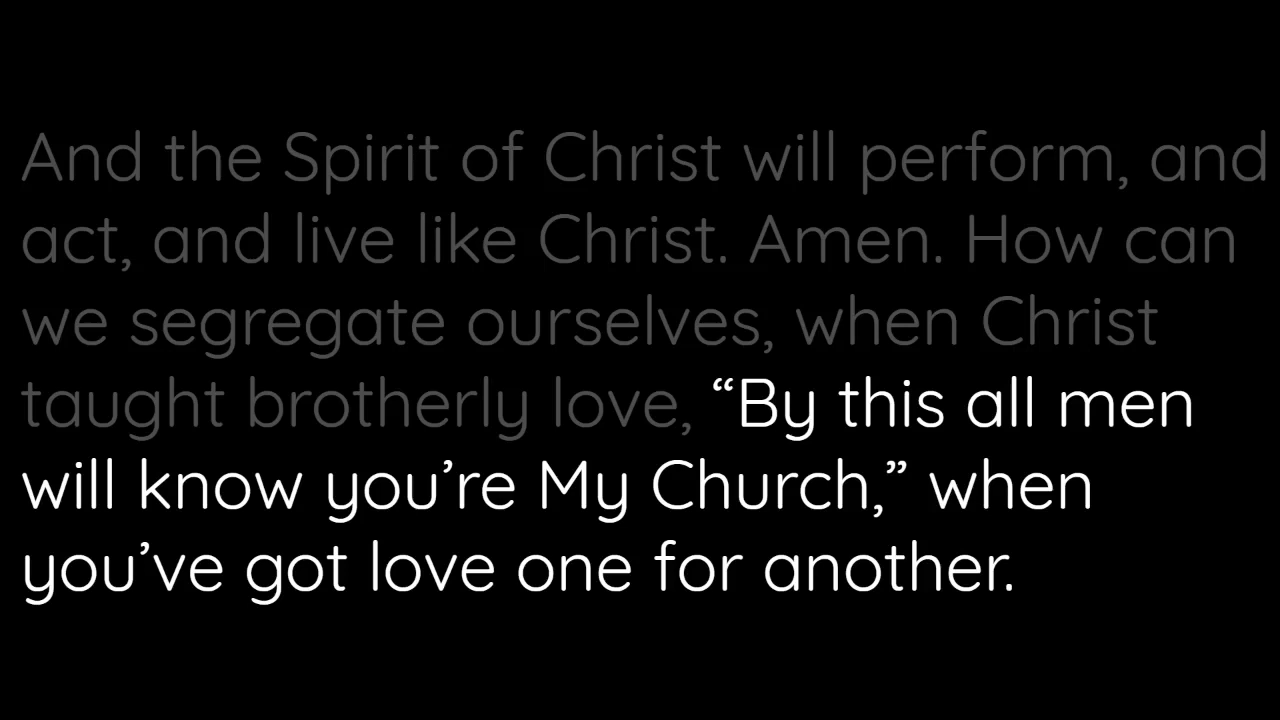 And the Spirit of Christ will perform, and
act, and live like Christ. Amen. How can
we segregate ourselves, when Christ
taught brotherly love, “By this all men
will know you’re My Church,” when
you’ve got love one for another.